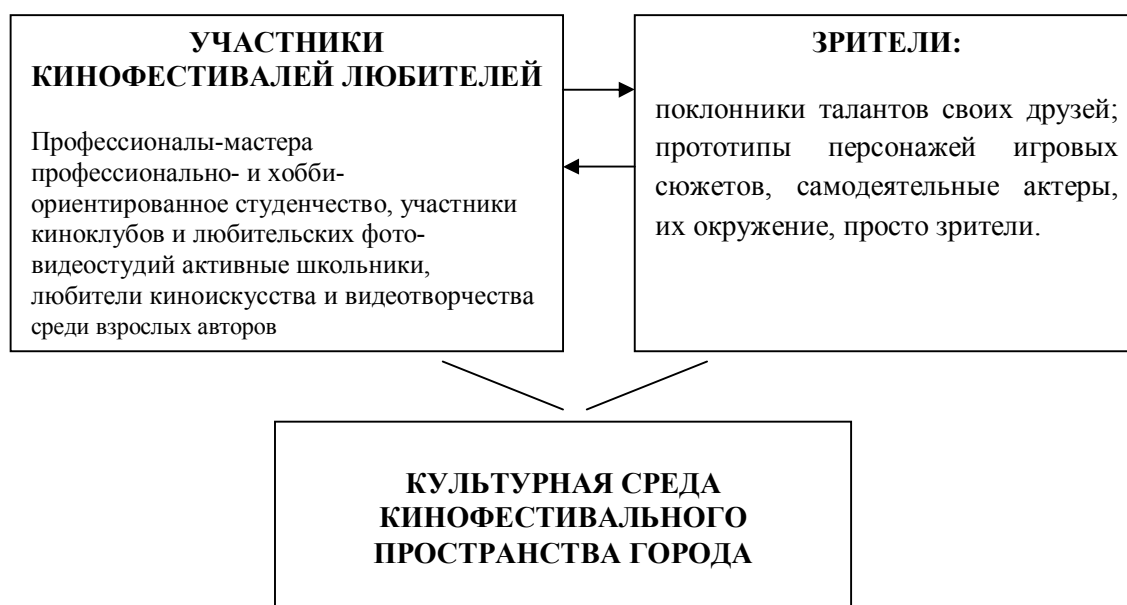 УЧАСТНИКИ
КИНОФЕСТИВАЛЕЙ ЛЮБИТЕЛЕЙ
Профессионалы-мастера
профессионально- и хобби-
ориентированное студенчество, участники
киноклубов и любительских фото-
видеостудий активные школьники,
любители киноискусства и видеотворчества
среди взрослых авторов
ЗРИТЕЛИ:
поклонники талантов своих друзей;
прототипы персонажей игровых
сюжетов, самодеятельные актеры,
их окружение, просто зрители.
КУЛЬТУРНАЯ СРЕДА
КИНОФЕСТИВАЛЬНОГО
ПРОСТРАНСТВА ГОРОДА